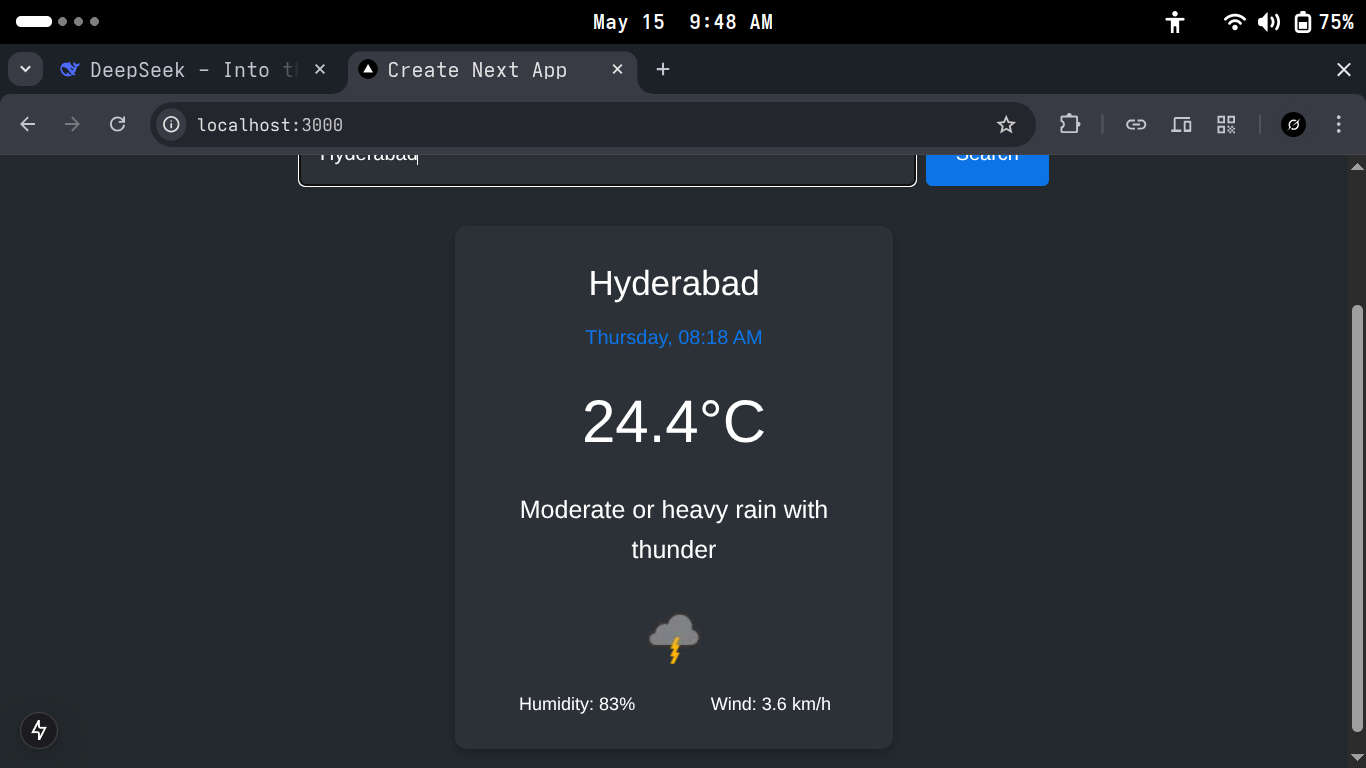 May 15 9:48 AM
75%
DeepSeek - Into t
Create Next App
localhost:3000
Hyderabad
Search
Hyderabad
Thursday, 08:18 AM
24.4°C
Moderate or heavy rain with
thunder
Humidity: 83%
Wind: 3.6 km/h